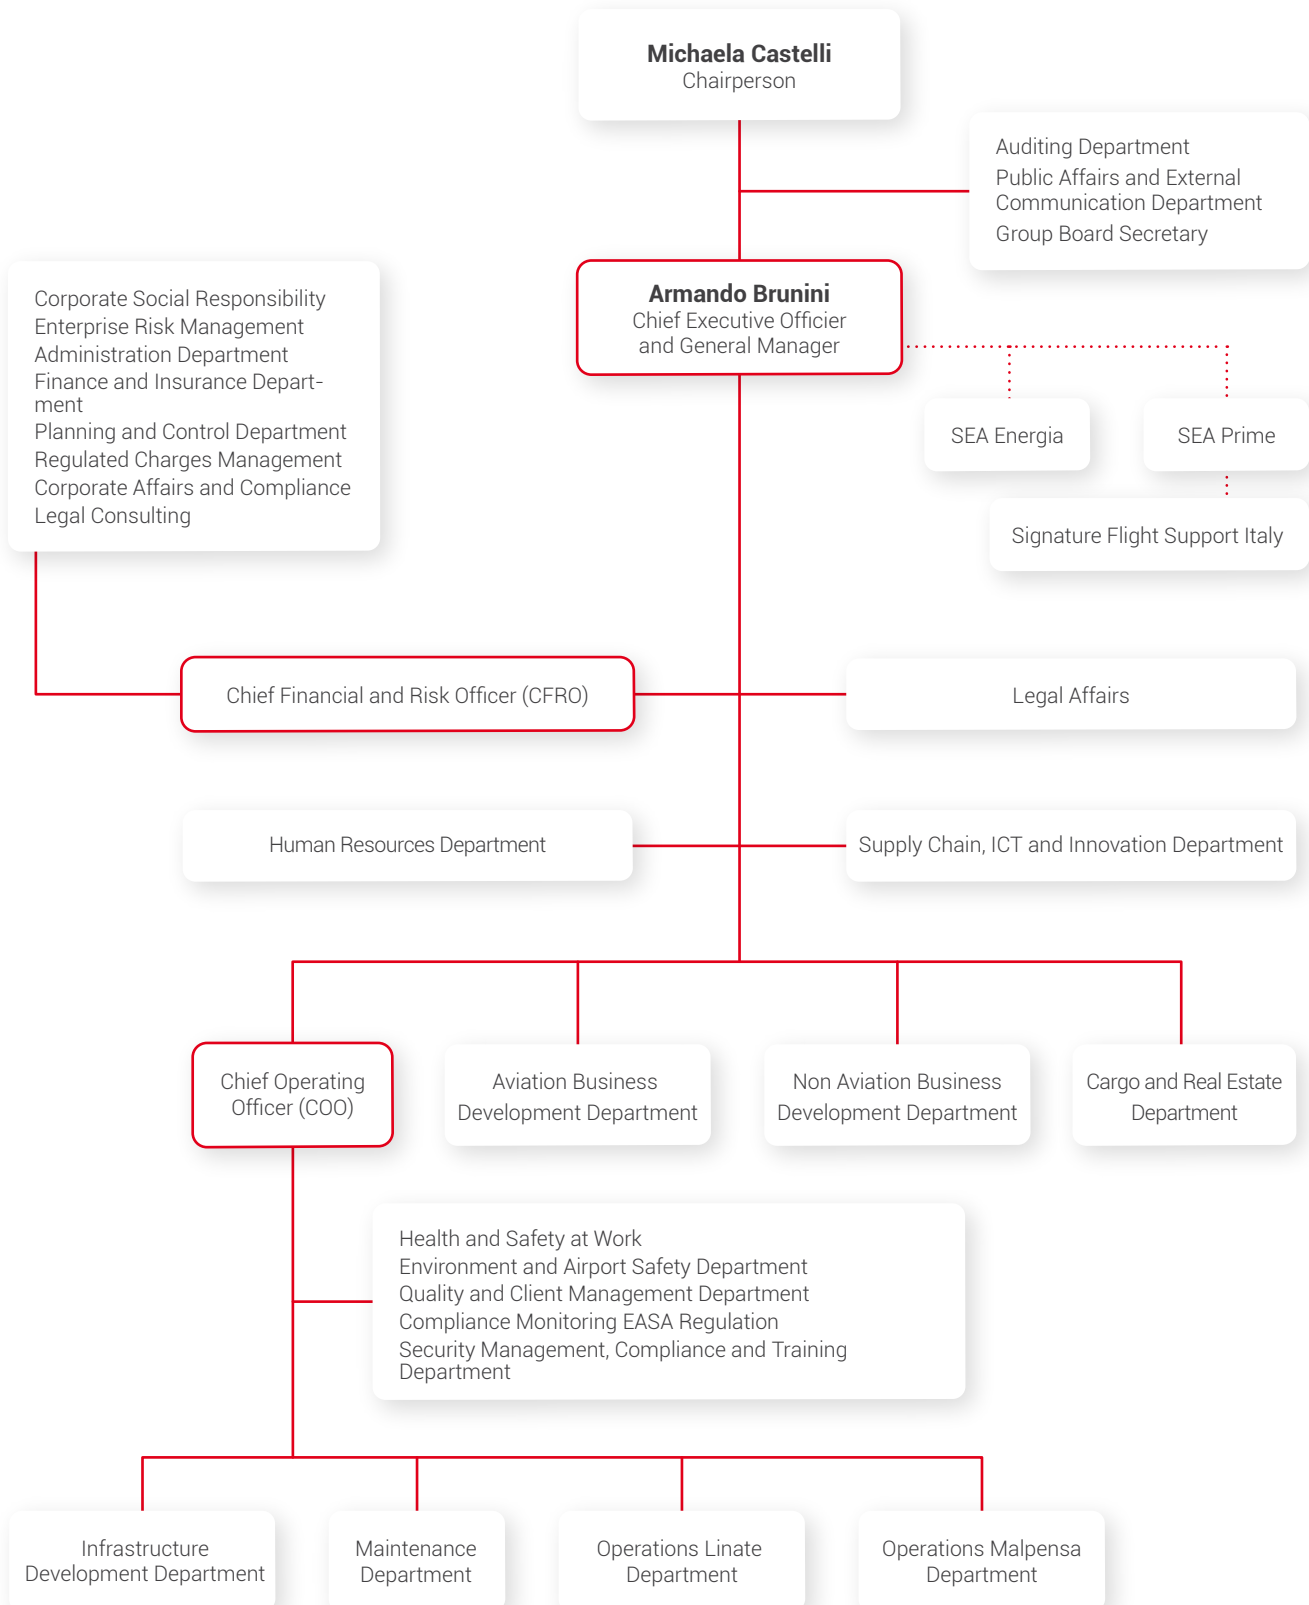 Michaela Castelli
Chairperson
Auditing Department
Public Affairs and External
Communication Department
Group Board Secretary
Armando Brunini
Chief Executive Officier
and General Manager
Corporate Social Responsibility
Enterprise Risk Management
Administration Department
Finance and Insurance Depart-
ment
Planning and Control Department
Regulated Charges Management
Corporate Affairs and Compliance
Legal Consulting
SEA Energia
SEA Prime
Signature Flight Support Italy
Chief Financial and Risk Officer (CFRO)
Legal Affairs
Human Resources Department
Supply Chain, ICT and Innovation Department
Chief Operating
Officer (COO)
Aviation Business
Development Department
Non Aviation Business
Development Department
Cargo and Real Estate
Department
Health and Safety at Work
Environment and Airport Safety Department
Quality and Client Management Department
Compliance Monitoring EASA Regulation
Security Management, Compliance and Training
Department
Infrastructure
Development Department
Maintenance
Department
Operations Linate
Department
Operations Malpensa
Department